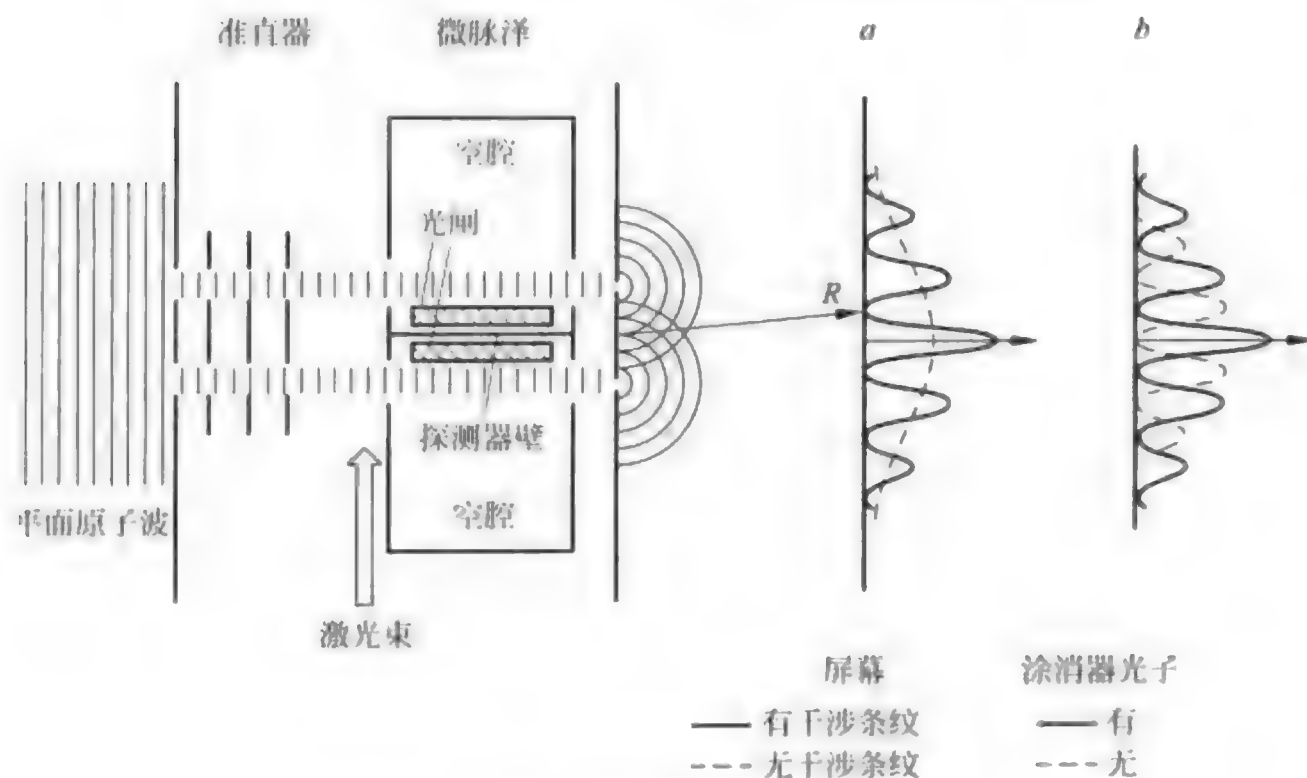 准直器
微脉泽
a
b
空腔
光闸
R
探测器壁
空腔
平面原子波
激光束
屏幕
有干涉条纹
无干涉条纹
涂消器光子
有
无